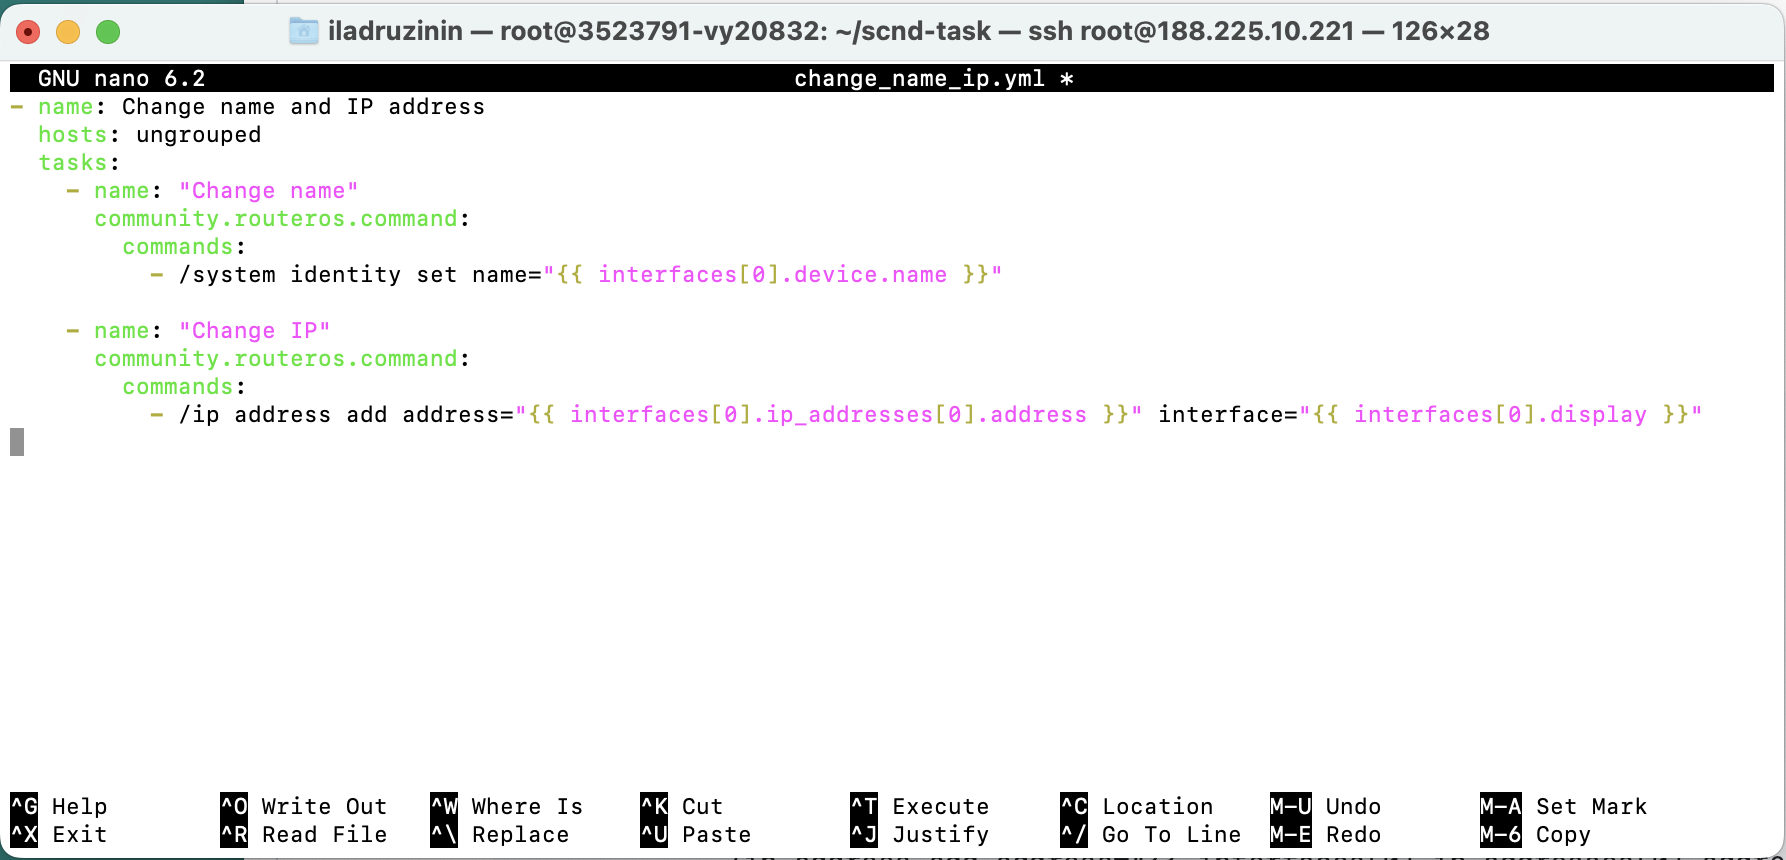 iladruzinin — root@3523791-vy20832: ~/scnd-task — ssh root@188.225.10.221 — 126×28
GNU nano 6.2 change_name_ip.yml *
- name: Change name and IP address
  hosts: ungrouped
  tasks:
    - name: "Change name"
      community.routeros.command:
        commands:
          - /system identity set name="{{ interfaces[0].device.name }}"

    - name: "Change IP"
      community.routeros.command:
        commands:
          - /ip address add address="{{ interfaces[0].ip_addresses[0].address }}" interface="{{ interfaces[0].display }}"
^G Help ^O Write Out ^W Where Is ^K Cut ^T Execute ^C Location M-U Undo M-A Set Mark
^X Exit ^R Read File ^\ Replace ^U Paste ^J Justify ^/ Go To Line M-E Redo M-6 Copy